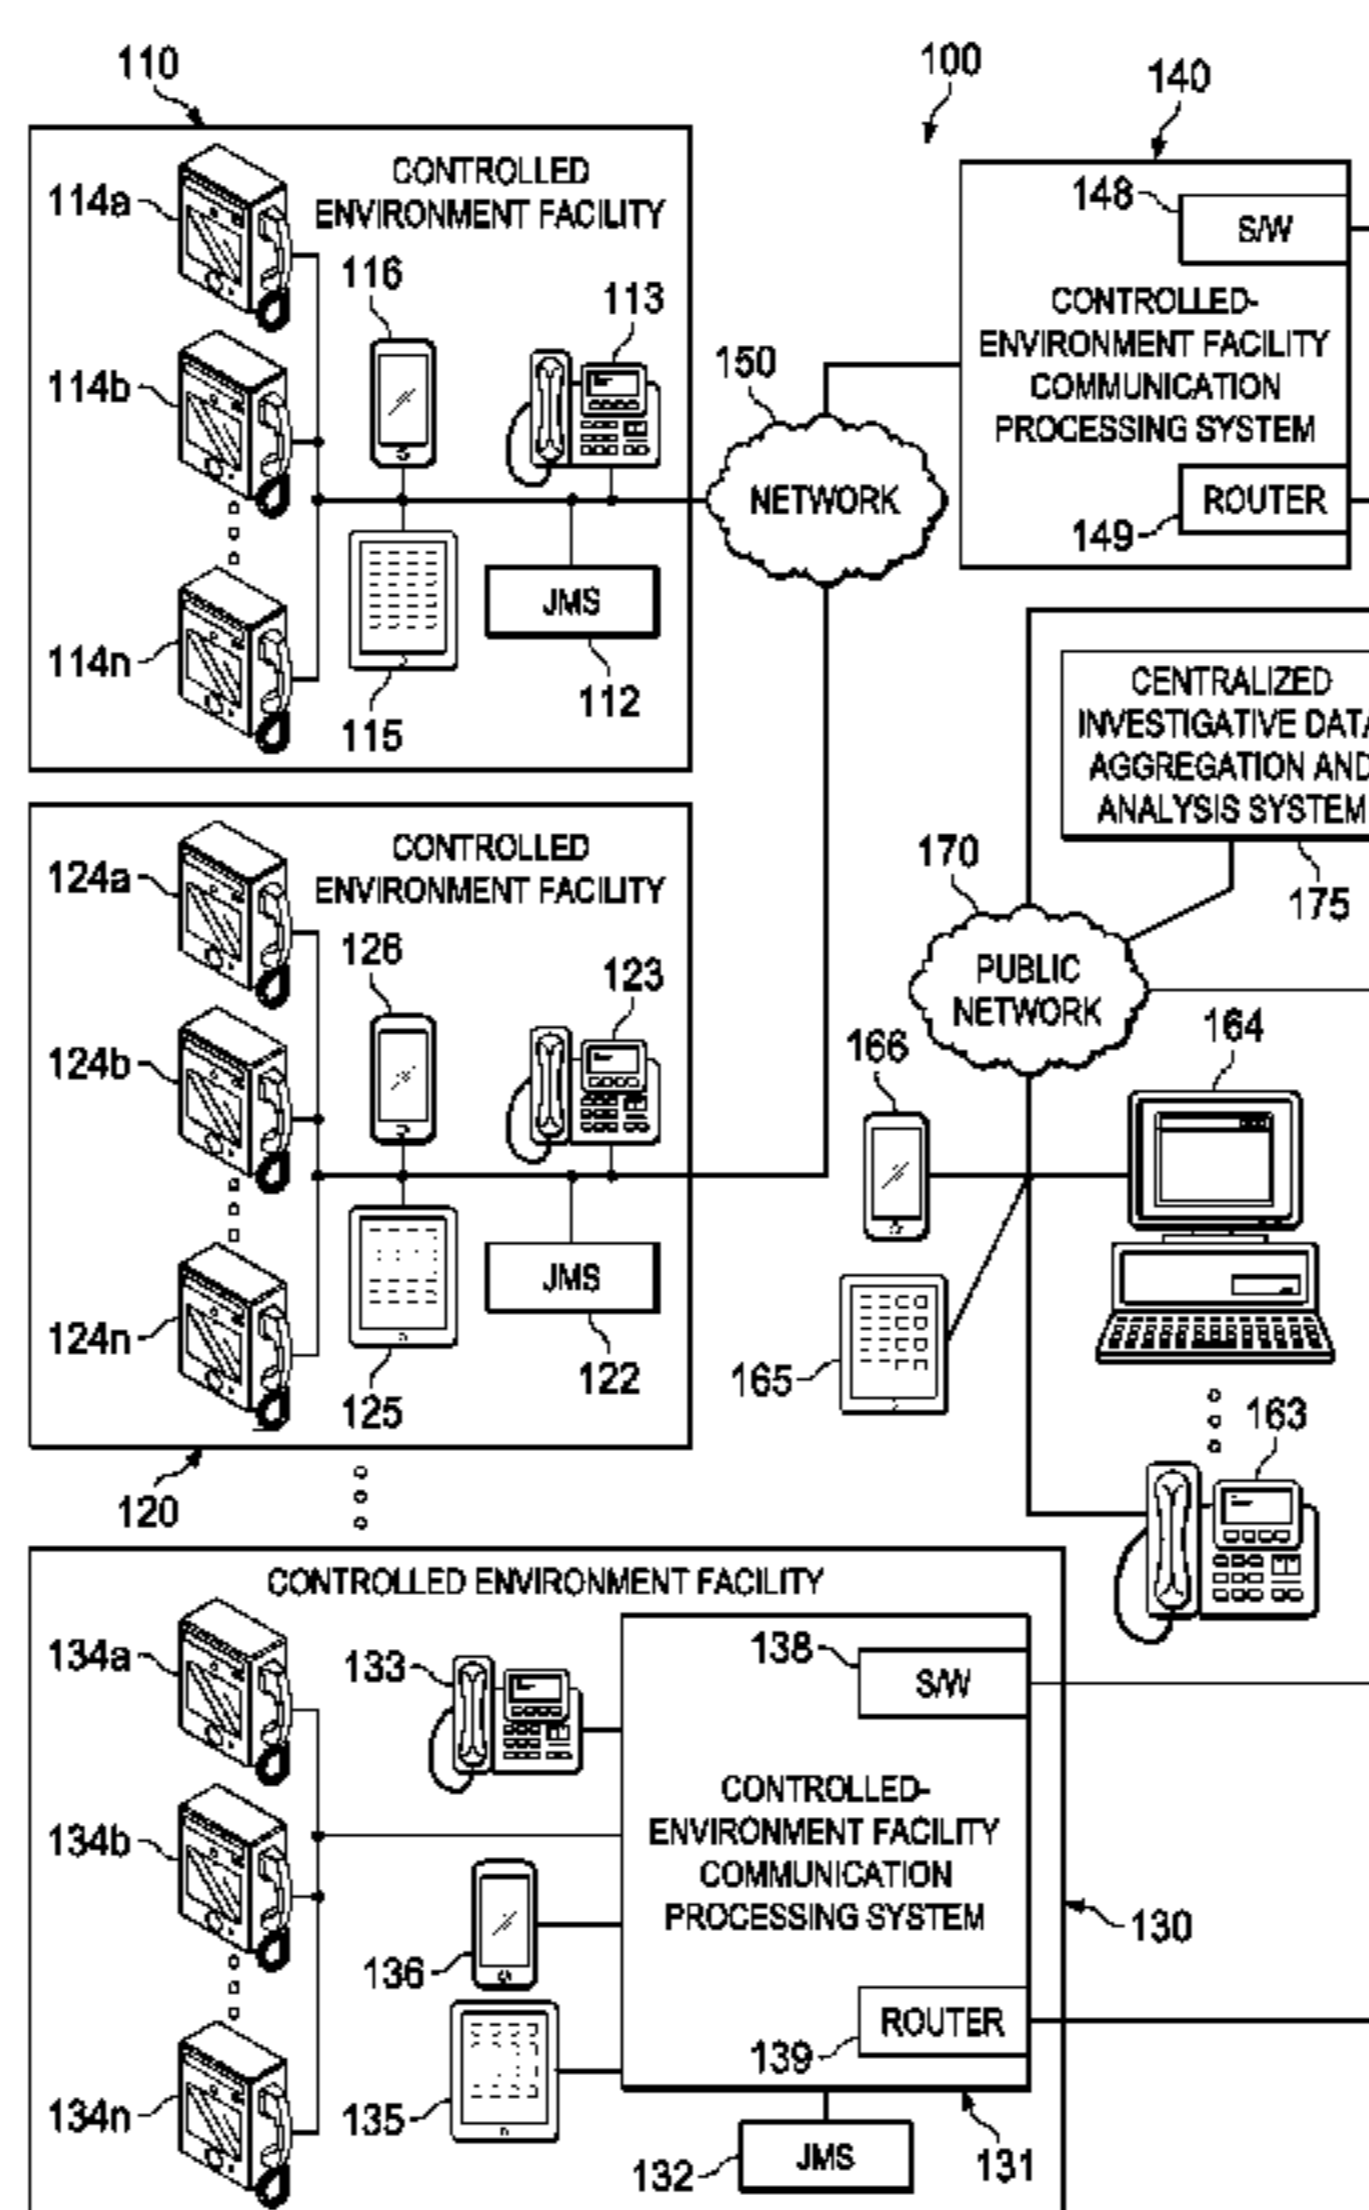 100
110
CONTROLLED
ENVIRONMENT FACILITY
114a
116
113
114b
114n
JMS
115
112
150
NETWORK
140
148
S/W
CONTROLLED-
ENVIRONMENT FACILITY
COMMUNICATION
PROCESSING SYSTEM
ROUTER
149
CENTRALIZED
INVESTIGATIVE DATA
AGGREGATION AND
ANALYSIS SYSTEM
175
170
PUBLIC
NETWORK
CONTROLLED
ENVIRONMENT FACILITY
124a
126
123
124b
124n
JMS
125
122
120
166
164
165
163
CONTROLLED ENVIRONMENT FACILITY
134a
133
138
S/W
134b
CONTROLLED-
ENVIRONMENT FACILITY
COMMUNICATION
PROCESSING SYSTEM
130
136
ROUTER
139
134n
135
132
JMS
131